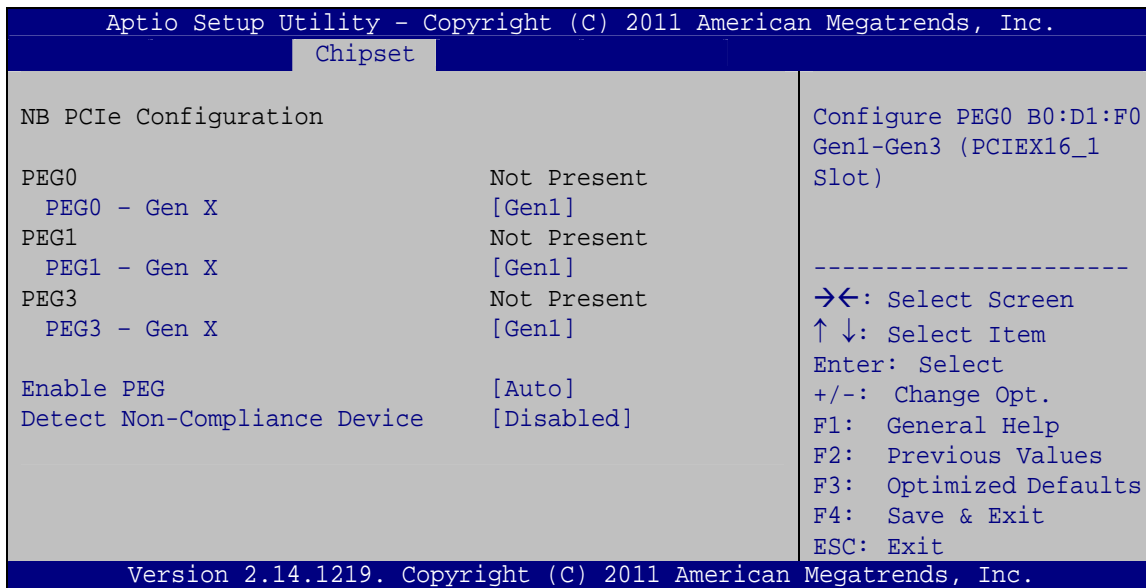 Aptio Setup Utility – Copyright (C) 2011 American Megatrends, Inc.
Chipset
NB PCIe Configuration
PEG0 Not Present
PEG0 – Gen X [Gen1]
PEG1 Not Present
PEG1 – Gen X [Gen1]
PEG3 Not Present
PEG3 – Gen X [Gen1]
Enable PEG [Auto]
Detect Non-Compliance Device [Disabled]
Configure PEG0 B0:D1:F0
Gen1-Gen3 (PCIEX16_1
Slot)
----------------------
→←: Select Screen
↑ ↓: Select Item
Enter: Select
+/-: Change Opt.
F1: General Help
F2: Previous Values
F3: Optimized Defaults
F4: Save & Exit
ESC: Exit
Version 2.14.1219. Copyright (C) 2011 American Megatrends, Inc.